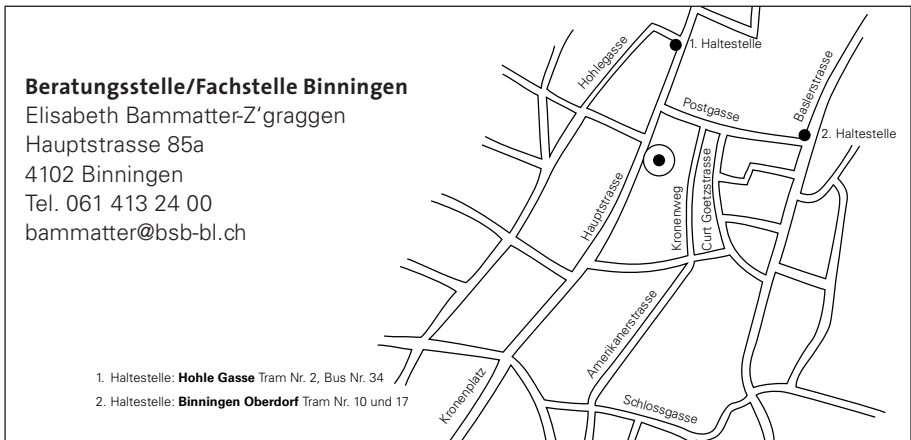 Beratungsstelle/Fachstelle Binningen
Elisabeth Bammatter-Z‘graggen
Hauptstrasse 85a
4102 Binningen
Tel. 061 413 24 00
bammatter@bsb-bl.ch
1. Haltestelle: Hohle Gasse Tram Nr. 2, Bus Nr. 34
2. Haltestelle: Binningen Oberdorf Tram Nr. 10 und 17
Hohlegasse
1. Haltestelle
Baslerstrasse
Postgasse
2. Haltestelle
Hauptstrasse
Kronenweg
Curt Goetzstrasse
Amerikanerstrasse
Kronenplatz
Schlossgasse